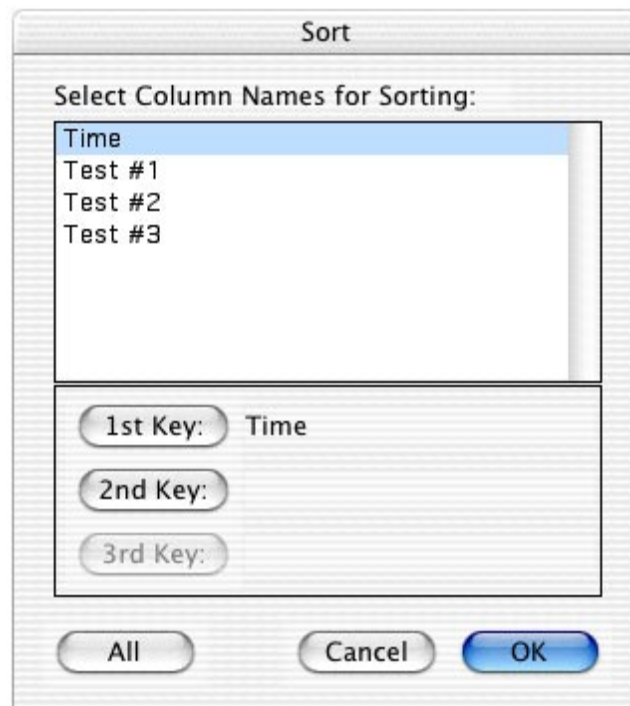 Sort
Select Column Names for Sorting:
Time
Test #1
Test #2
Test #3
1st Key: Time
2nd Key:
3rd Key:
All Cancel OK